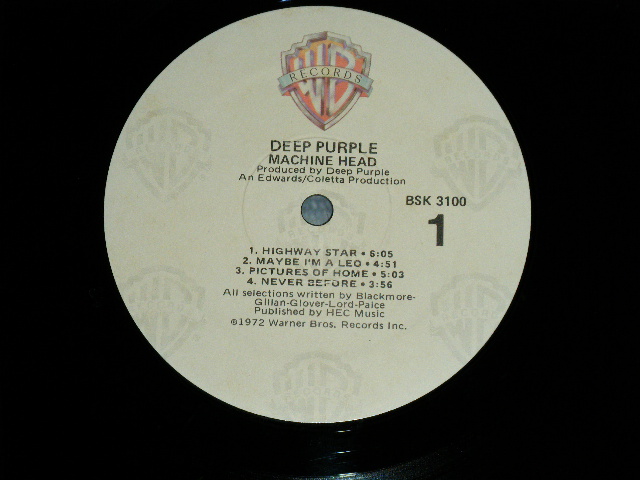 WB
RECORDS
DEEP PURPLE
MACHINE HEAD
Produced by Deep Purple
An Edwards/Coletta Production
BSK 3100
1
1. HIGHWAY STAR • 6:05
2. MAYBE I'M A LEO • 4:51
3. PICTURES OF HOME • 5:03
4. NEVER BEFORE • 3:56
All selections written by Blackmore-
Gillan-Glover-Lord-Paice
Published by HEC Music
℗1972 Warner Bros. Records Inc.